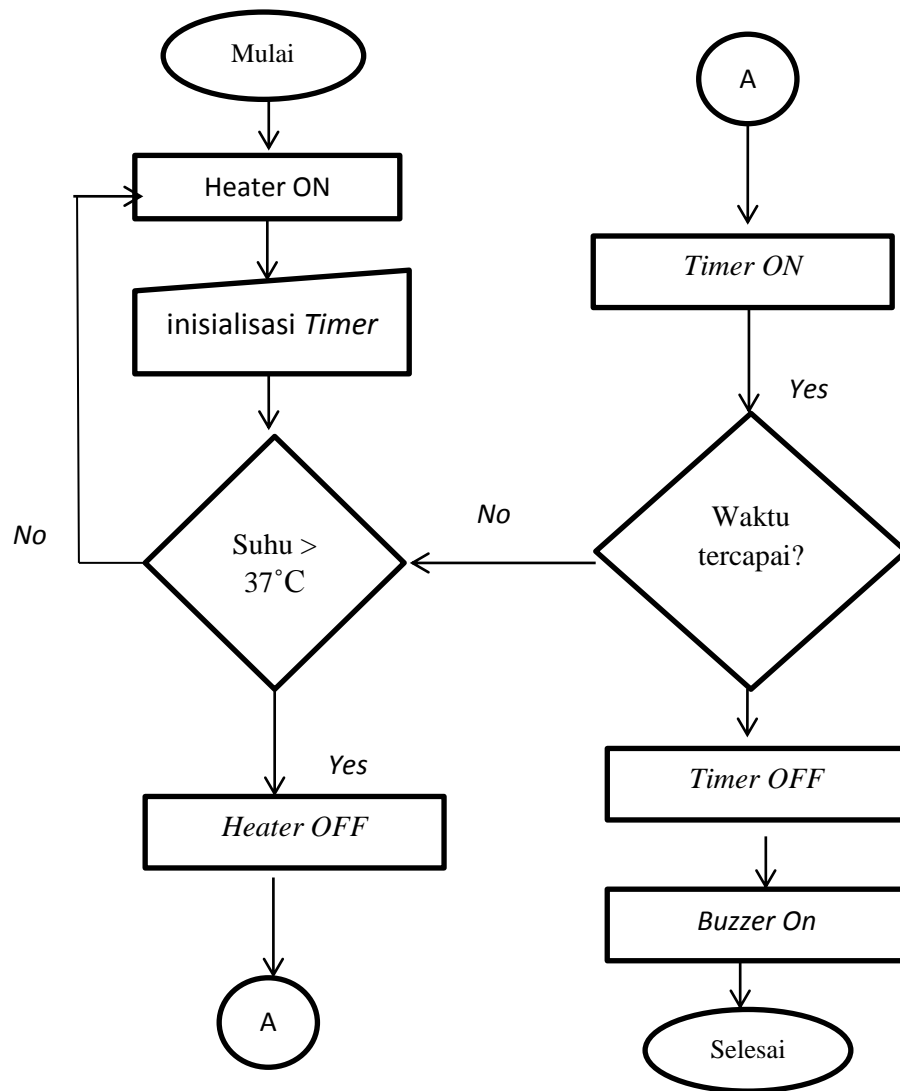 Mulai
Heater ON
inisialisasi Timer
No
Suhu >
37°C
Yes
Heater OFF
A
A
Timer ON
Yes
Waktu
tercapai?
No
Timer OFF
Buzzer On
Selesai